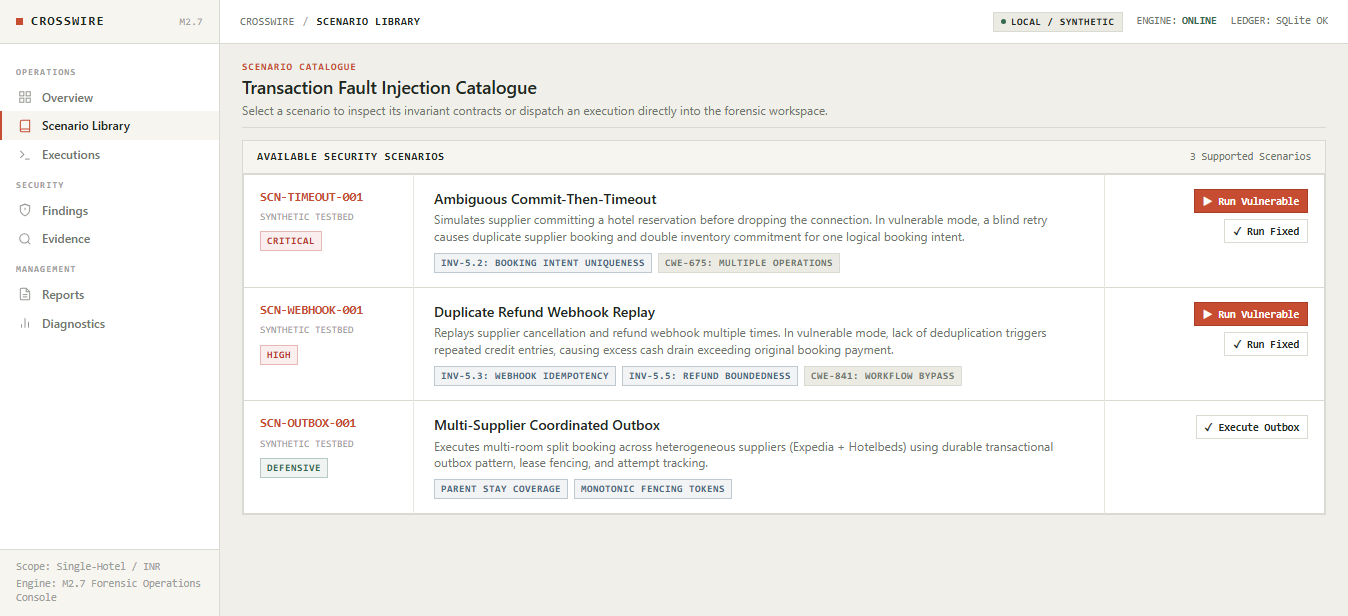 CROSSWIRE M2.7
CROSSWIRE / SCENARIO LIBRARY
LOCAL / SYNTHETIC
ENGINE: ONLINE
LEDGER: SQLite OK
OPERATIONS
Overview
Scenario Library
Executions
SECURITY
Findings
Evidence
MANAGEMENT
Reports
Diagnostics
Scope: Single-Hotel / INR
Engine: M2.7 Forensic Operations
Console
SCENARIO CATALOGUE
Transaction Fault Injection Catalogue
Select a scenario to inspect its invariant contracts or dispatch an execution directly into the forensic workspace.
AVAILABLE SECURITY SCENARIOS
3 Supported Scenarios
SCN-TIMEOUT-001
SYNTHETIC TESTBED
CRITICAL
Ambiguous Commit-Then-Timeout
Simulates supplier committing a hotel reservation before dropping the connection. In vulnerable mode, a blind retry
causes duplicate supplier booking and double inventory commitment for one logical booking intent.
INV-5.2: BOOKING INTENT UNIQUENESS
CWE-675: MULTIPLE OPERATIONS
▶ Run Vulnerable
✓ Run Fixed
SCN-WEBHOOK-001
SYNTHETIC TESTBED
HIGH
Duplicate Refund Webhook Replay
Replays supplier cancellation and refund webhook multiple times. In vulnerable mode, lack of deduplication triggers
repeated credit entries, causing excess cash drain exceeding original booking payment.
INV-5.3: WEBHOOK IDEMPOTENCY
INV-5.5: REFUND BOUNDEDNESS
CWE-841: WORKFLOW BYPASS
▶ Run Vulnerable
✓ Run Fixed
SCN-OUTBOX-001
SYNTHETIC TESTBED
DEFENSIVE
Multi-Supplier Coordinated Outbox
Executes multi-room split booking across heterogeneous suppliers (Expedia + Hotelbeds) using durable transactional
outbox pattern, lease fencing, and attempt tracking.
PARENT STAY COVERAGE
MONOTONIC FENCING TOKENS
✓ Execute Outbox